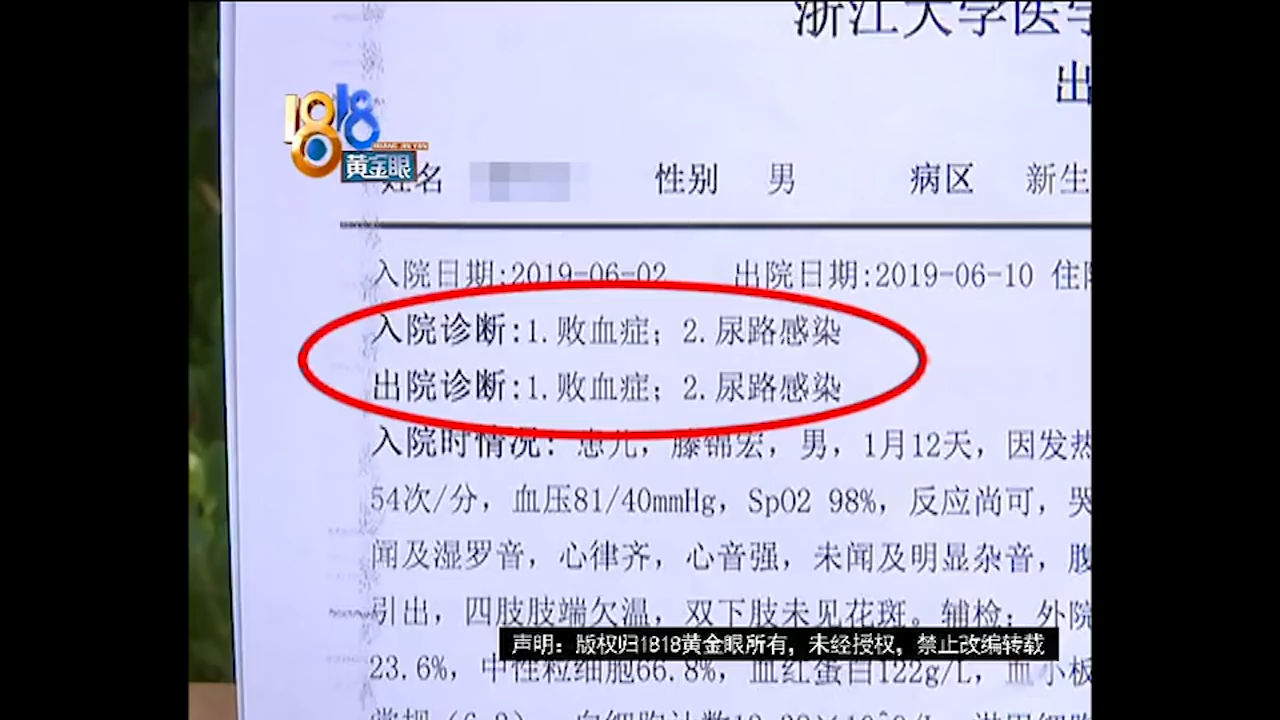 浙江大学医学
出
1818
HUANG JIN YAN
黄金眼
姓名 性别 男 病区 新生
入院日期:2019-06-02 出院日期:2019-06-10 住院
入院诊断:1.败血症；2.尿路感染
出院诊断:1.败血症；2.尿路感染
入院时情况：患儿，藤锦宏，男，1月12天，因发热
54次/分，血压81/40mmHg，SpO2 98%，反应尚可，哭
闻及湿罗音，心律齐，心音强，未闻及明显杂音，腹
引出，四肢肢端欠温，双下肢未见花斑。辅检：外院
声明：版权归1818黄金眼所有，未经授权，禁止改编转载
23.6%，中性粒细胞66.8%，血红蛋白122g/L，血小板